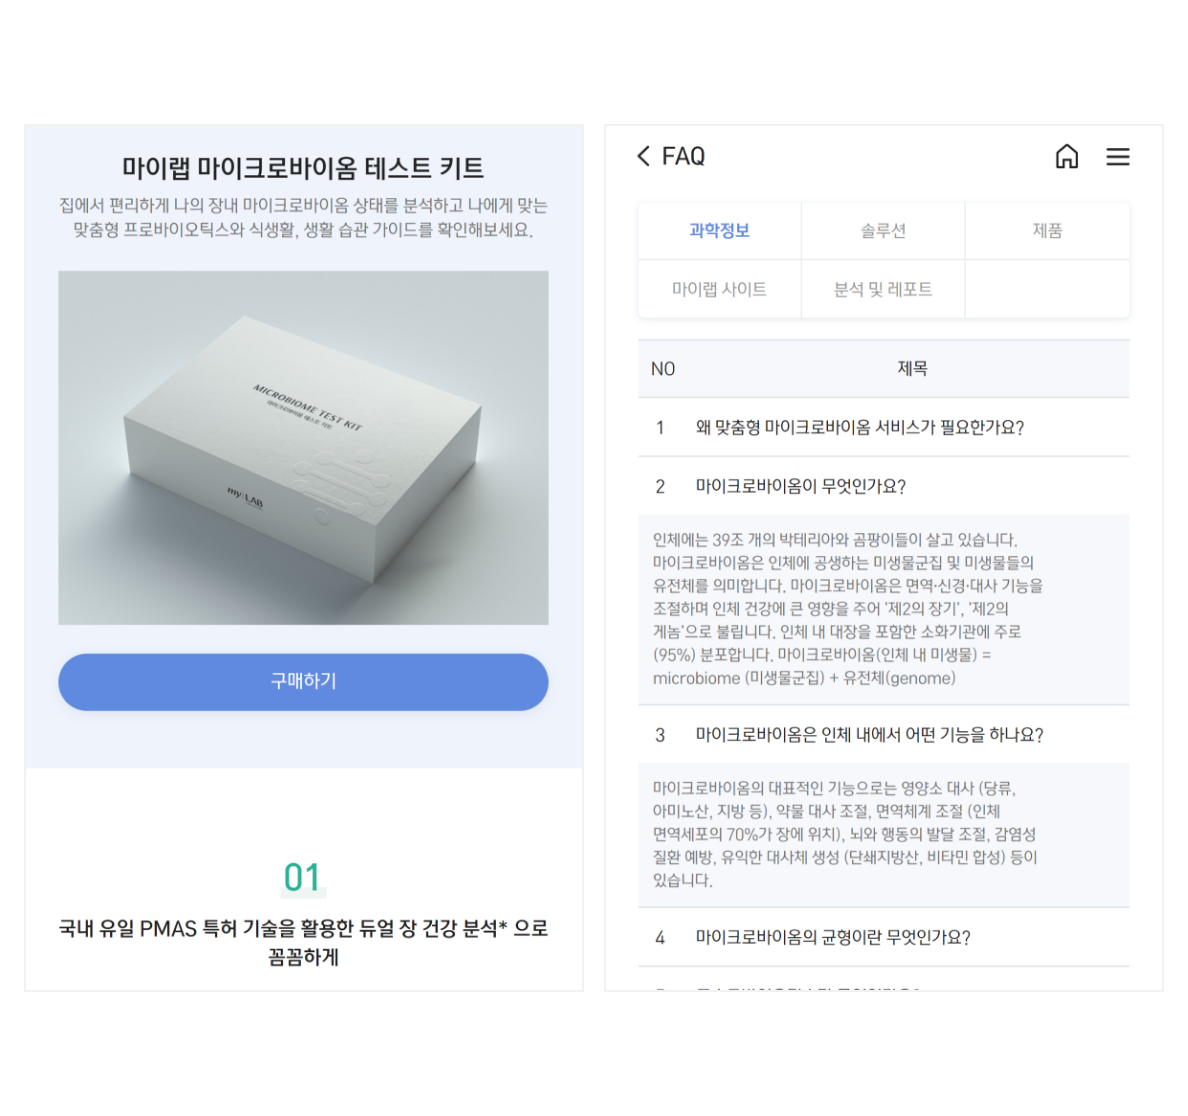 마이랩 마이크로바이옴 테스트 키트
집에서 편리하게 나의 장내 마이크로바이옴 상태를 분석하고 나에게 맞는
맞춤형 프로바이오틱스와 식생활, 생활 습관 가이드를 확인해보세요.
MICROBIOME TEST KIT
마이크로바이옴 테스트 키트
my:LAB
구매하기
01
국내 유일 PMAS 특허 기술을 활용한 듀얼 장 건강 분석* 으로
꼼꼼하게
FAQ
과학정보
솔루션
제품
마이랩 사이트
분석 및 레포트
NO 제목
1 왜 맞춤형 마이크로바이옴 서비스가 필요한가요?
2 마이크로바이옴이 무엇인가요?
인체에는 39조 개의 박테리아와 곰팡이들이 살고 있습니다.
마이크로바이옴은 인체에 공생하는 미생물군집 및 미생물들의
유전체를 의미합니다. 마이크로바이옴은 면역·신경·대사 기능을
조절하며 인체 건강에 큰 영향을 주어 '제2의 장기', '제2의
게놈'으로 불립니다. 인체 내 대장을 포함한 소화기관에 주로
(95%) 분포합니다. 마이크로바이옴(인체 내 미생물) =
microbiome (미생물군집) + 유전체(genome)
3 마이크로바이옴은 인체 내에서 어떤 기능을 하나요?
마이크로바이옴의 대표적인 기능으로는 영양소 대사 (당류,
아미노산, 지방 등), 약물 대사 조절, 면역체계 조절 (인체
면역세포의 70%가 장에 위치), 뇌와 행동의 발달 조절, 감염성
질환 예방, 유익한 대사체 생성 (단쇄지방산, 비타민 합성) 등이
있습니다.
4 마이크로바이옴의 균형이란 무엇인가요?